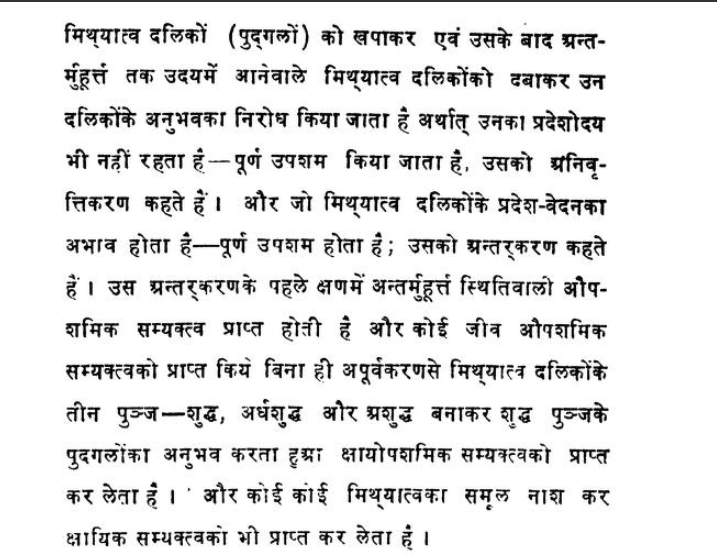 मिथ्यात्व दलिकों (पुद्गलों) को खपाकर एवं उसके बाद अन्त-
र्मुहूर्त्त तक उदयमें आनेवाले मिथ्यात्व दलिकोंको दबाकर उन
दलिकोंके अनुभवका निरोध किया जाता है अर्थात् उनका प्रदेशोदय
भी नहीं रहता है—पूर्ण उपशम किया जाता है, उसको अनिवृ-
त्तिकरण कहते हैं। और जो मिथ्यात्व दलिकोंके प्रदेश-वेदनका
अभाव होता है—पूर्ण उपशम होता है; उसको अन्तर्करण कहते
हैं। उस अन्तर्करणके पहले क्षणमें अन्तर्मुहूर्त्त स्थितिवाली औप-
शमिक सम्यक्त्व प्राप्त होती है और कोई जीव औपशमिक
सम्यक्त्वको प्राप्त किये बिना ही अपूर्वकरणसे मिथ्यात्व दलिकोंके
तीन पुञ्ज—शुद्ध, अर्धशुद्ध और अशुद्ध बनाकर शुद्ध पुञ्जके
पुदगलोंका अनुभव करता हुआ क्षायोपशमिक सम्यक्त्वको प्राप्त
कर लेता है। और कोई कोई मिथ्यात्वका समूल नाश कर
क्षायिक सम्यक्त्वको भी प्राप्त कर लेता है।